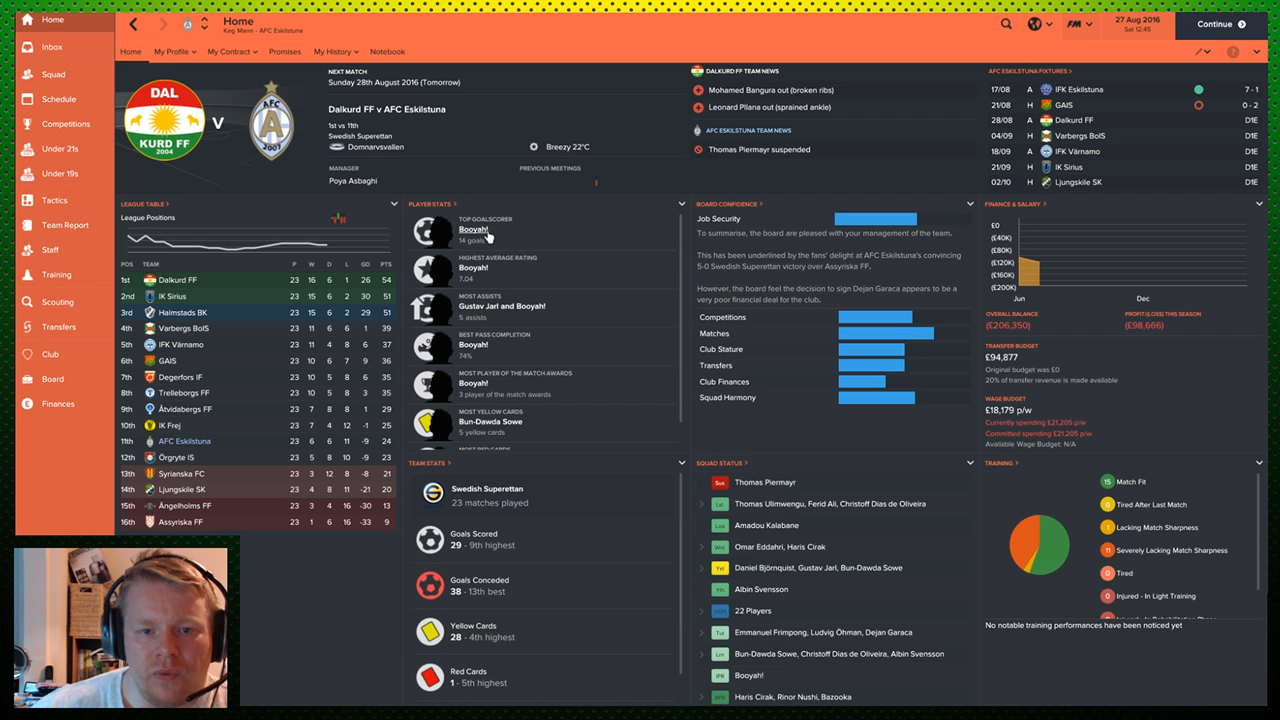 Home
Inbox
Squad
Schedule
Competitions
Under 21s
Under 19s
Tactics
Team Report
Staff
Training
Scouting
Transfers
Club
Board
Finances
Home
Keg Mann - AFC Eskilstuna
FM
27 Aug 2016
Sat 12:45
Continue
Home
My Profile
My Contract
Promises
My History
Notebook
DAL
KURD FF
2004
V
AFC
A
2007
NEXT MATCH
Sunday 28th August 2016 (Tomorrow)
Dalkurd FF v AFC Eskilstuna
1st vs 11th
Swedish Superettan
Domnarvsvallen
Breezy 22°C
MANAGER
Poya Asbaghi
PREVIOUS MEETINGS
DALKURD FF TEAM NEWS
Mohamed Bangura out (broken ribs)
Leonard Pllana out (sprained ankle)
AFC ESKILSTUNA TEAM NEWS
Thomas Piermayr suspended
AFC ESKILSTUNA FIXTURES >
17/08 A IFK Eskilstuna 7 - 1
21/08 H GAIS 0 - 2
28/08 A Dalkurd FF D1E
04/09 H Varbergs BoIS D1E
18/09 A IFK Värnamo D1E
21/09 H IK Sirius D1E
02/10 H Ljungskile SK D1E
LEAGUE TABLE >
League Positions
POS TEAM P W D L GD PTS
1st Dalkurd FF 23 16 6 1 26 54
2nd IK Sirius 23 15 6 2 30 51
3rd Halmstads BK 23 15 6 2 29 51
4th Varbergs BoIS 23 11 6 6 1 39
5th IFK Värnamo 23 11 4 8 6 37
6th GAIS 23 10 6 7 9 36
7th Degerfors IF 23 10 5 8 6 35
8th Trelleborgs FF 23 10 5 8 3 35
9th Åtvidabergs FF 23 7 8 8 1 29
10th IK Frej 23 7 4 12 -1 25
11th AFC Eskilstuna 23 6 6 11 -9 24
12th Örgryte IS 23 5 8 10 -9 23
13th Syrianska FC 23 3 12 8 -8 21
14th Ljungskile SK 23 4 8 11 -21 20
15th Ängelholms FF 23 3 4 16 -30 13
16th Assyriska FF 23 1 6 16 -33 9
PLAYER STATS >
TOP GOALSCORER
Booyah!
14 goals
HIGHEST AVERAGE RATING
Booyah!
7.04
MOST ASSISTS
Gustav Jarl and Booyah!
5 assists
BEST PASS COMPLETION
Booyah!
74%
MOST PLAYER OF THE MATCH AWARDS
Booyah!
3 player of the match awards
MOST YELLOW CARDS
Bun-Dawda Sowe
5 yellow cards
TEAM STATS >
Swedish Superettan
23 matches played
Goals Scored
29 - 9th highest
Goals Conceded
38 - 13th best
Yellow Cards
28 - 4th highest
Red Cards
1 - 5th highest
BOARD CONFIDENCE >
Job Security
To summarise, the board are pleased with your management of the team.
This has been underlined by the fans' delight at AFC Eskilstuna's convincing
5-0 Swedish Superettan victory over Assyriska FF.
However, the board feel the decision to sign Dejan Garaca appears to be a
very poor financial deal for the club.
Competitions
Matches
Club Stature
Transfers
Club Finances
Squad Harmony
SQUAD STATUS >
Sus Thomas Piermayr
Lst Thomas Ulimwengu, Ferid Ali, Christoff Dias de Oliveira
Loa Amadou Kalabane
Wnt Omar Eddahri, Haris Cirak
Yel Daniel Björnquist, Gustav Jarl, Bun-Dawda Sowe
Yth Albin Svensson
22 Players
Tut Emmanuel Frimpong, Ludvig Öhman, Dejan Garaca
Lrn Bun-Dawda Sowe, Christoff Dias de Oliveira, Albin Svensson
IPR Booyah!
Haris Cirak, Rinor Nushi, Bazooka
FINANCE & SALARY >
£0
(£40K)
(£80K)
(£120K)
(£160K)
(£200K)
Jun
Dec
OVERALL BALANCE
(£206,350)
PROFIT/(LOSS) THIS SEASON
(£98,666)
TRANSFER BUDGET
£94,877
Original budget was £0
20% of transfer revenue is made available
WAGE BUDGET
£18,179 p/w
Currently spending £21,205 p/w
Committed spending £21,205 p/w
Available Wage Budget: N/A
TRAINING >
15 Match Fit
0 Tired After Last Match
1 Lacking Match Sharpness
11 Severely Lacking Match Sharpness
0 Tired
0 Injured - In Light Training
No notable training performances have been noticed yet